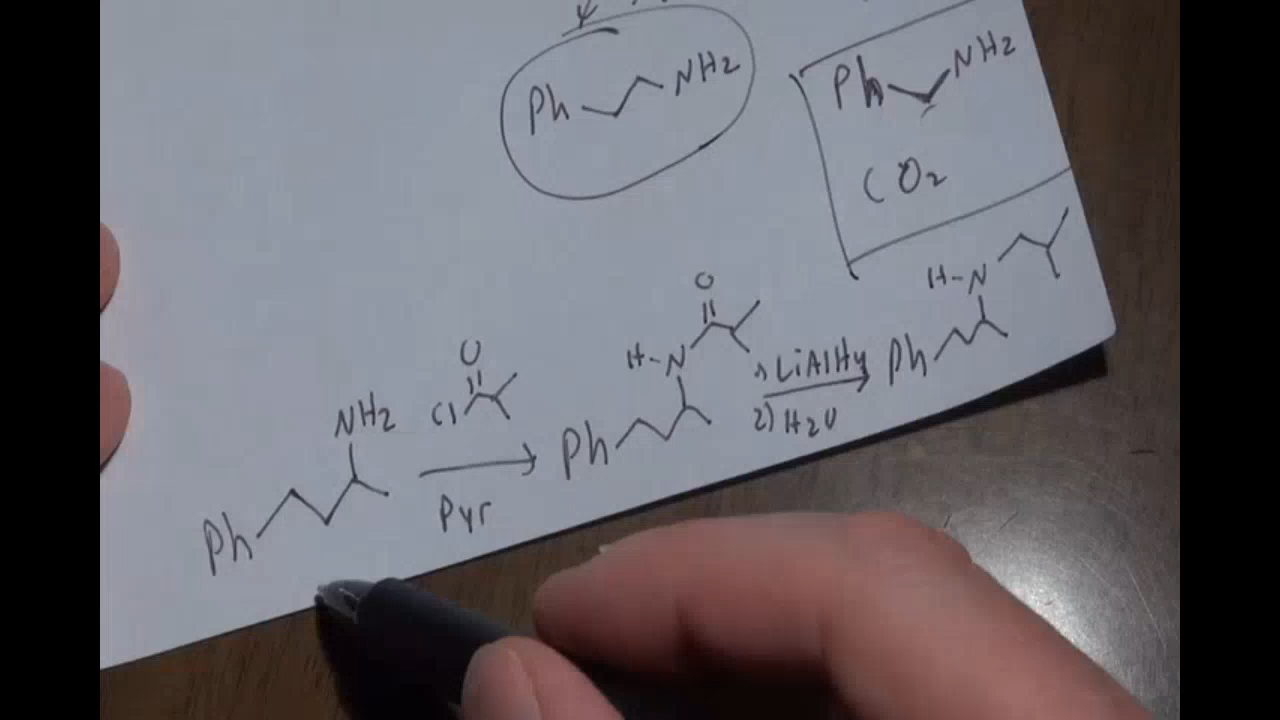 Ph NH2
Ph NH2
CO2
O
H-N
O
H-N
Ph
1) LiAlH4
2) H2O
Ph
O
Cl
NH2
Pyr
Ph